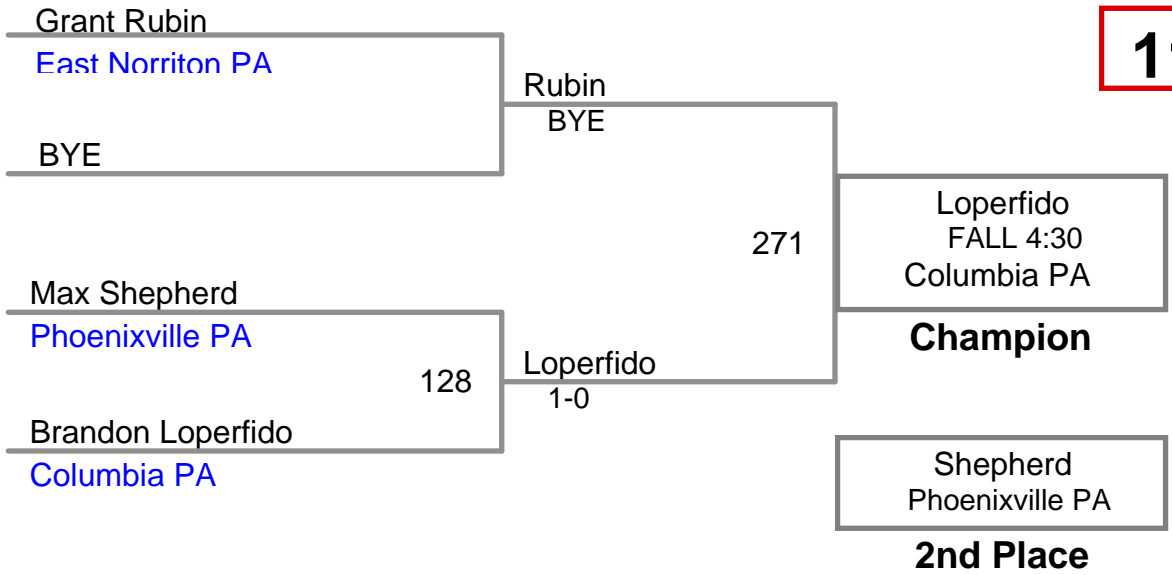 Grant Rubin
East Norriton PA
BYE
Rubin
BYE
Max Shepherd
Phoenixville PA
128
Brandon Loperfido
Columbia PA
Loperfido
1-0
271
Loperfido
FALL 4:30
Columbia PA
Champion
Shepherd
Phoenixville PA
2nd Place